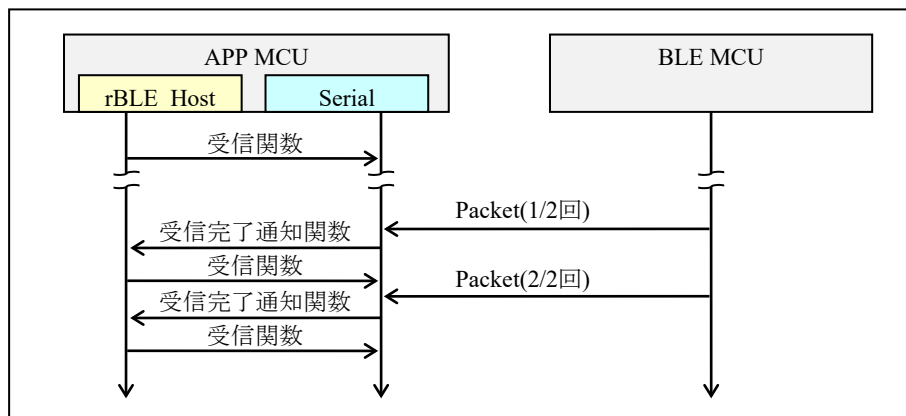 APP MCU
BLE MCU
rBLE_Host
Serial
受信関数
Packet(1/2回)
受信完了通知関数
受信関数
Packet(2/2回)
受信完了通知関数
受信関数